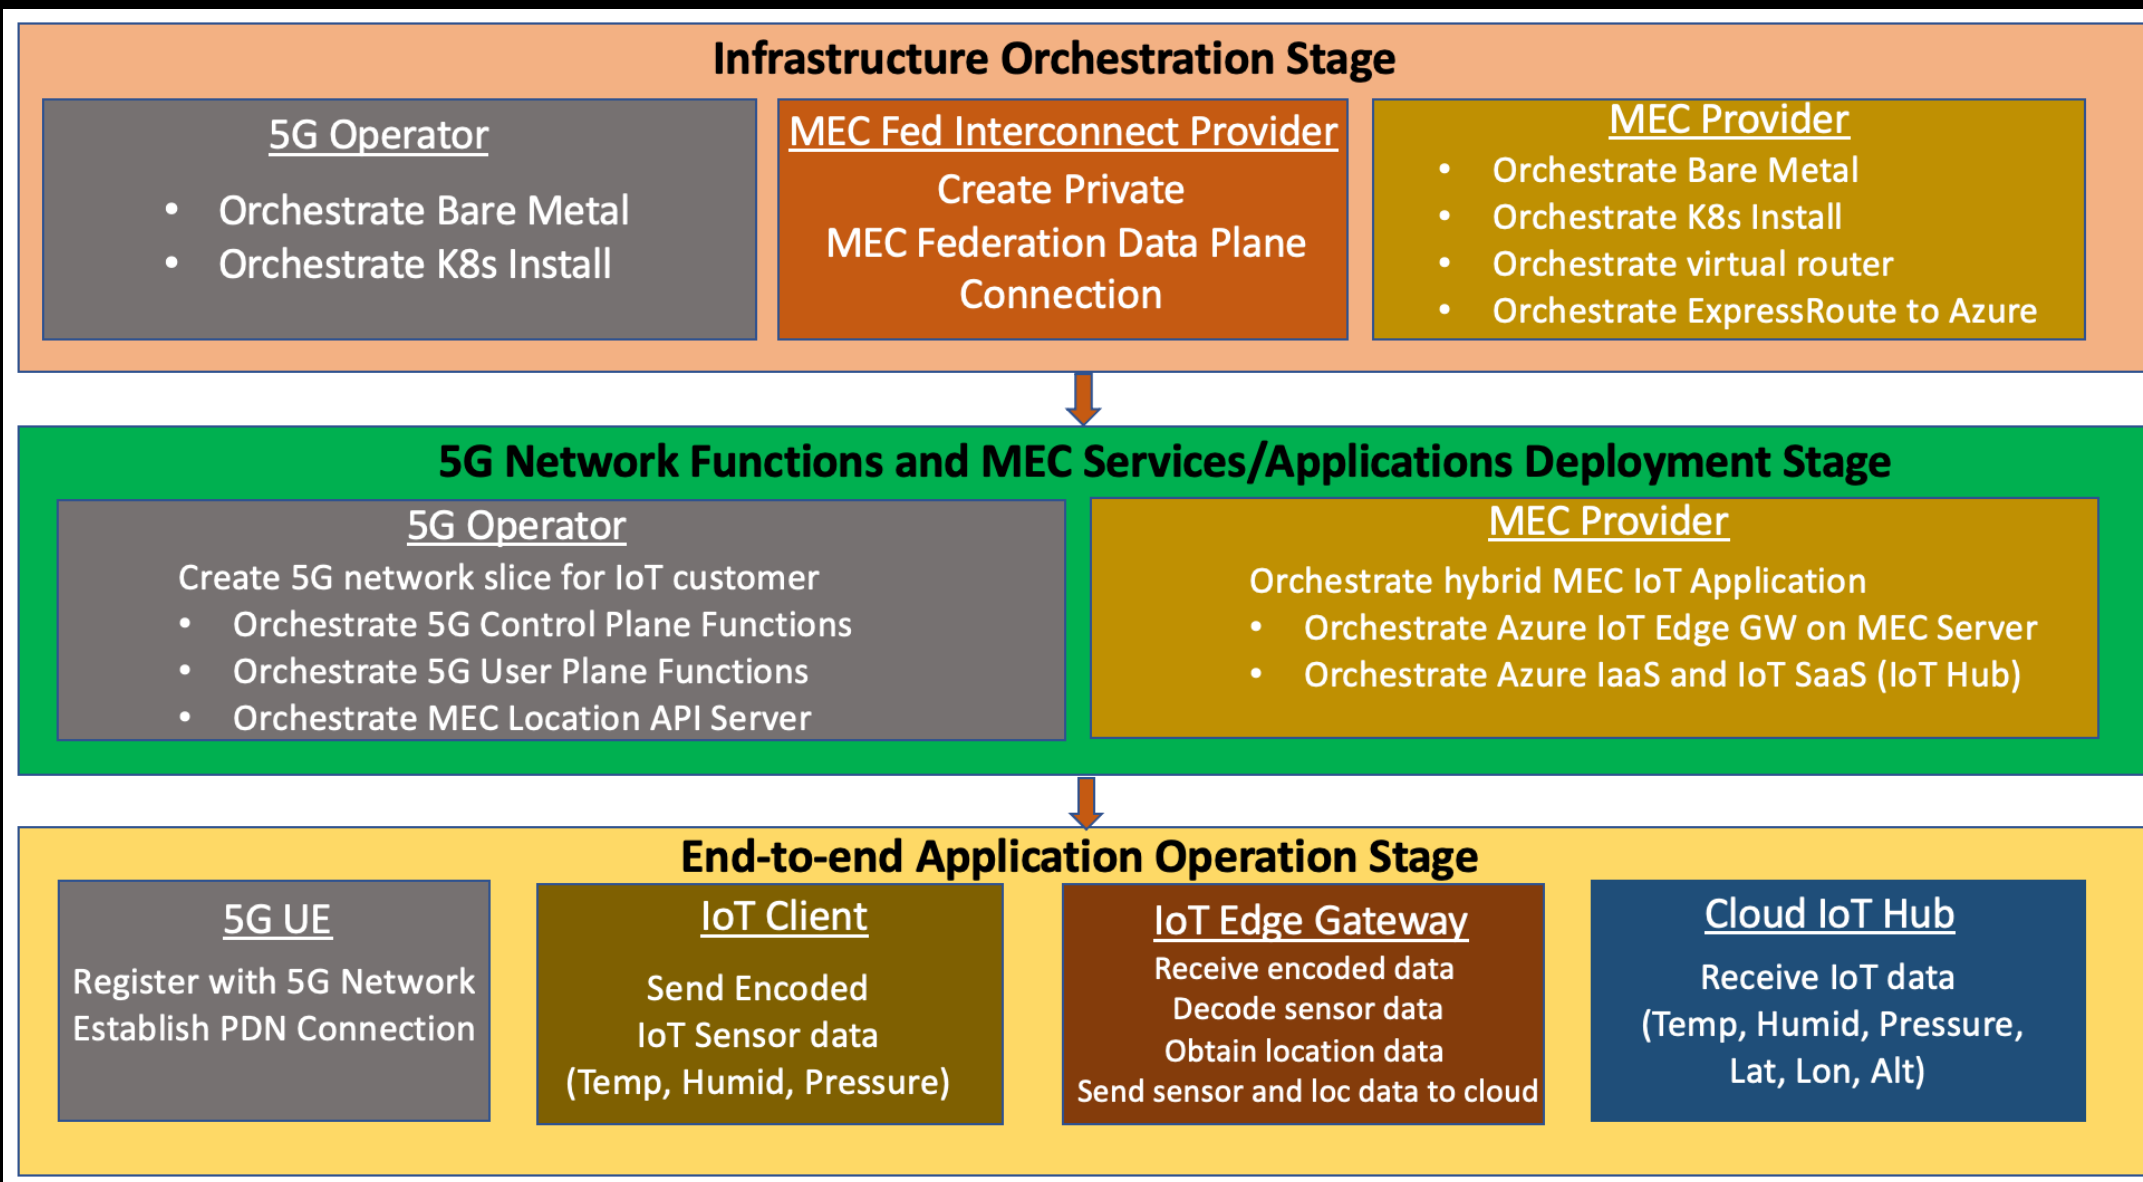 Infrastructure Orchestration Stage
5G Operator
• Orchestrate Bare Metal
• Orchestrate K8s Install
MEC Fed Interconnect Provider
Create Private
MEC Federation Data Plane
Connection
MEC Provider
• Orchestrate Bare Metal
• Orchestrate K8s Install
• Orchestrate virtual router
• Orchestrate ExpressRoute to Azure
5G Network Functions and MEC Services/Applications Deployment Stage
5G Operator
Create 5G network slice for IoT customer
• Orchestrate 5G Control Plane Functions
• Orchestrate 5G User Plane Functions
• Orchestrate MEC Location API Server
MEC Provider
Orchestrate hybrid MEC IoT Application
• Orchestrate Azure IoT Edge GW on MEC Server
• Orchestrate Azure IaaS and IoT SaaS (IoT Hub)
End-to-end Application Operation Stage
5G UE
Register with 5G Network
Establish PDN Connection
IoT Client
Send Encoded
IoT Sensor data
(Temp, Humid, Pressure)
IoT Edge Gateway
Receive encoded data
Decode sensor data
Obtain location data
Send sensor and loc data to cloud
Cloud IoT Hub
Receive IoT data
(Temp, Humid, Pressure,
Lat, Lon, Alt)